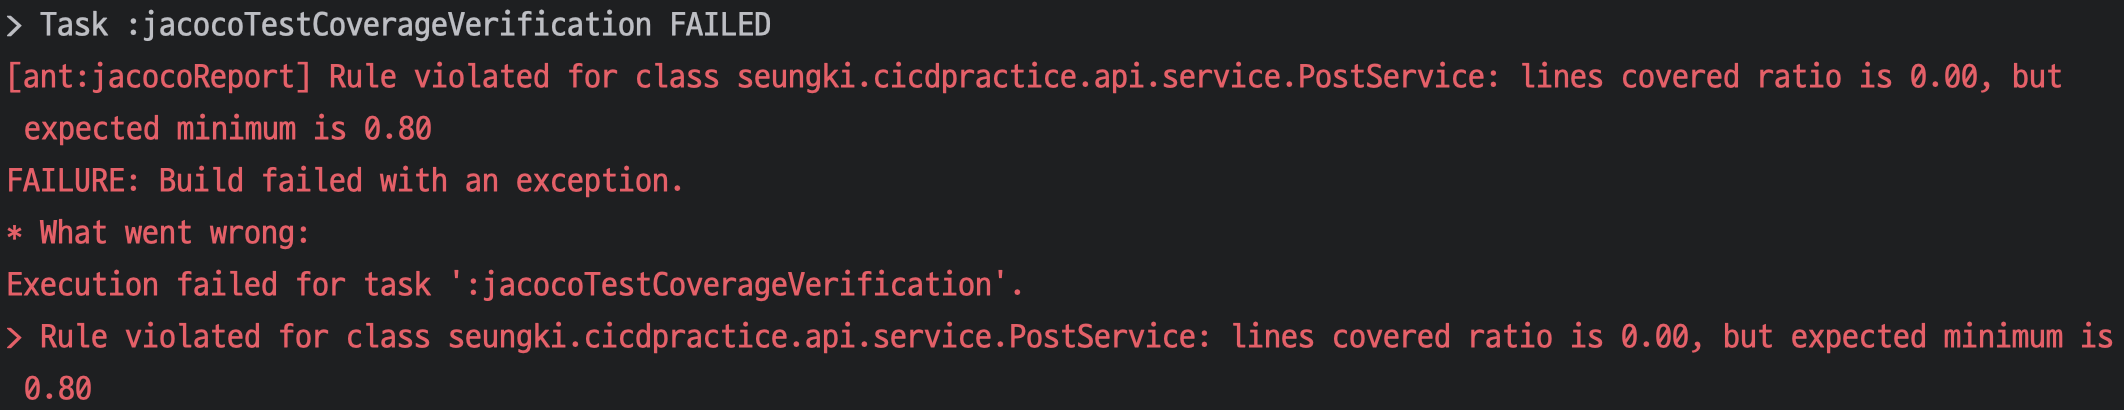 > Task :jacocoTestCoverageVerification FAILED
[ant:jacocoReport] Rule violated for class seungki.cicdpractice.api.service.PostService: lines covered ratio is 0.00, but
expected minimum is 0.80
FAILURE: Build failed with an exception.
* What went wrong:
Execution failed for task ':jacocoTestCoverageVerification'.
> Rule violated for class seungki.cicdpractice.api.service.PostService: lines covered ratio is 0.00, but expected minimum is
0.80